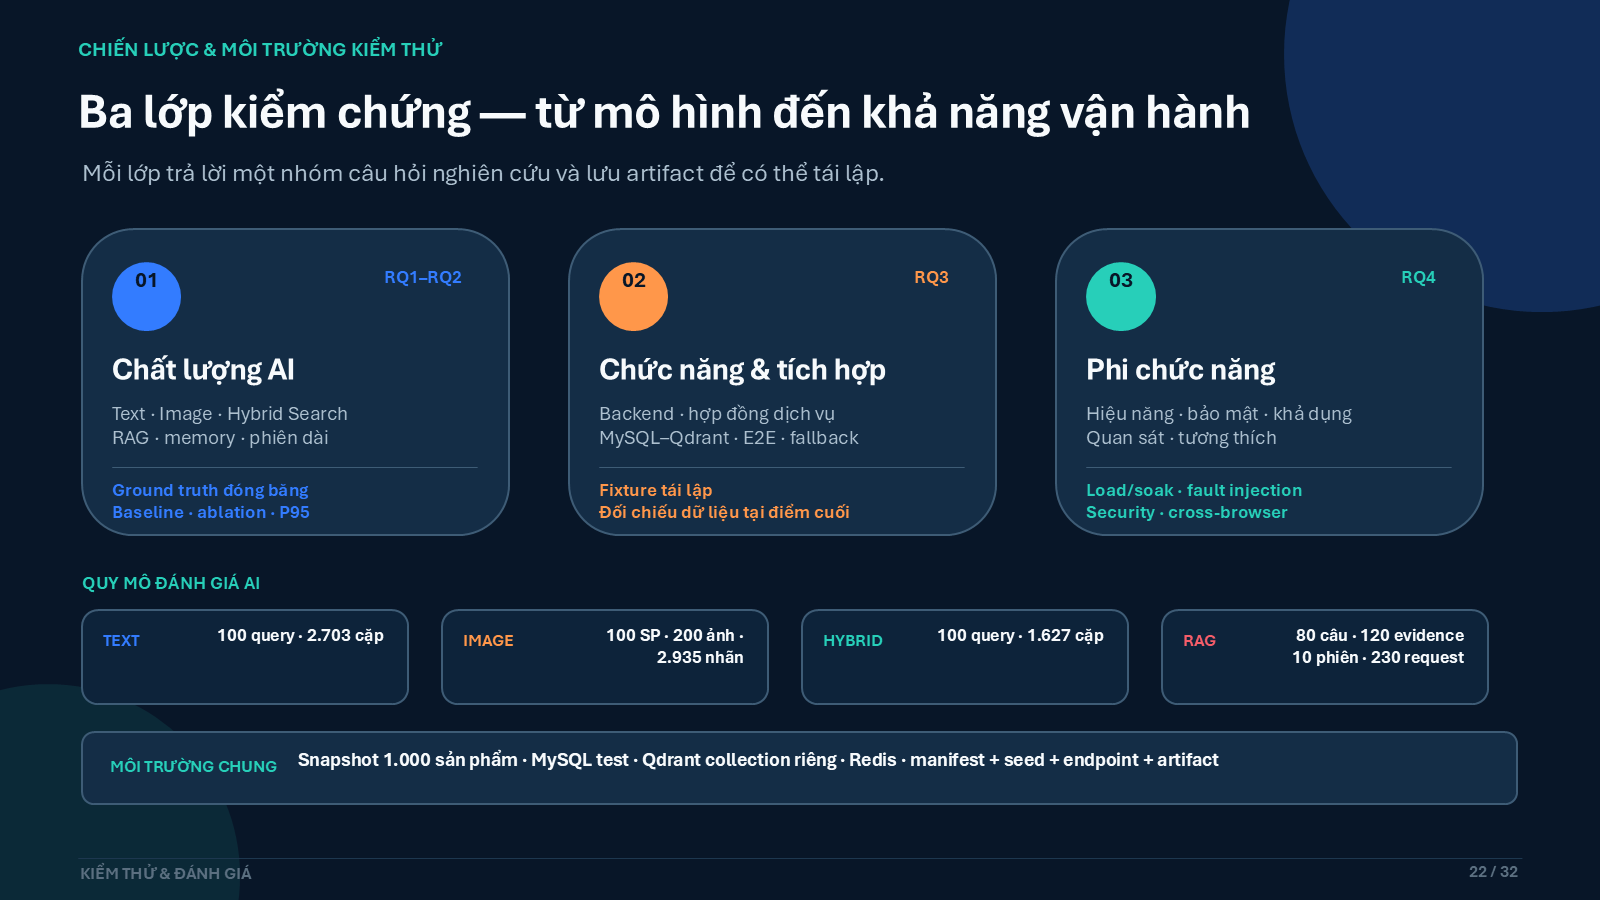 CHIẾN LƯỢC & MÔI TRƯỜNG KIỂM THỬ
Ba lớp kiểm chứng — từ mô hình đến khả năng vận hành
Mỗi lớp trả lời một nhóm câu hỏi nghiên cứu và lưu artifact để có thể tái lập.
01
RQ1–RQ2
Chất lượng AI
Text · Image · Hybrid Search
RAG · memory · phiên dài
Ground truth đóng băng
Baseline · ablation · P95
02
RQ3
Chức năng & tích hợp
Backend · hợp đồng dịch vụ
MySQL–Qdrant · E2E · fallback
Fixture tái lập
Đối chiếu dữ liệu tại điểm cuối
03
RQ4
Phi chức năng
Hiệu năng · bảo mật · khả dụng
Quan sát · tương thích
Load/soak · fault injection
Security · cross-browser
QUY MÔ ĐÁNH GIÁ AI
TEXT
100 query · 2.703 cặp
IMAGE
100 SP · 200 ảnh ·
2.935 nhãn
HYBRID
100 query · 1.627 cặp
RAG
80 câu · 120 evidence
10 phiên · 230 request
MÔI TRƯỜNG CHUNG
Snapshot 1.000 sản phẩm · MySQL test · Qdrant collection riêng · Redis · manifest + seed + endpoint + artifact
KIỂM THỬ & ĐÁNH GIÁ
22 / 32